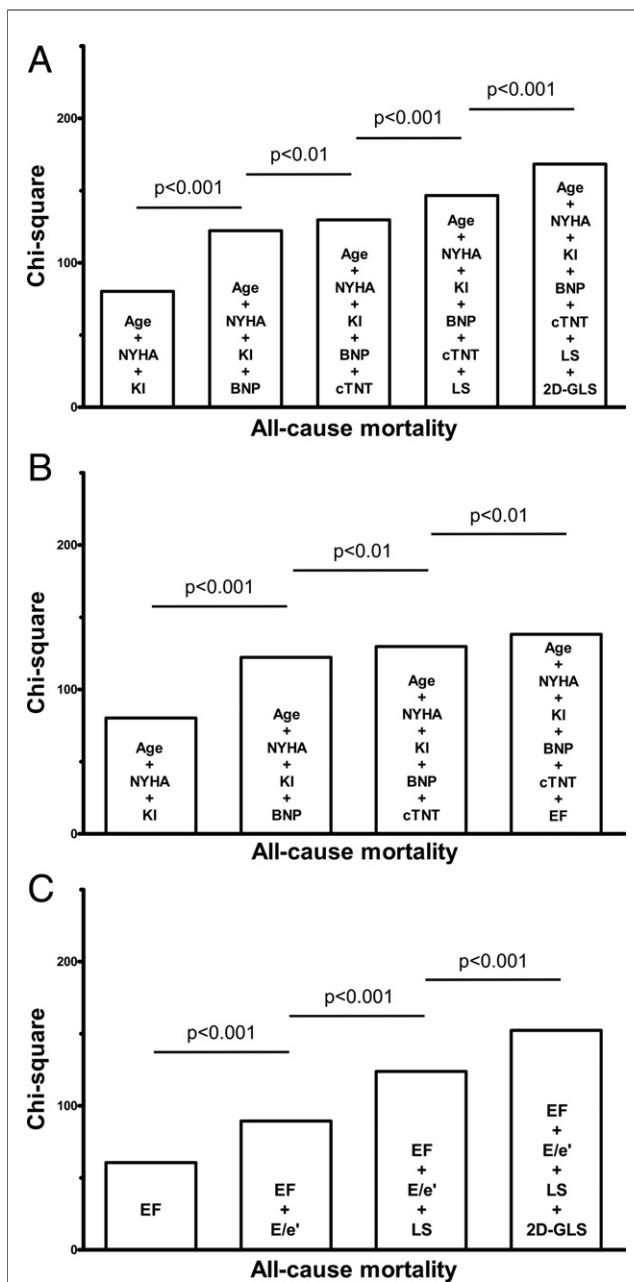 A
Chi-square
200
100
0
p<0.001
p<0.01
p<0.001
p<0.001
Age
+
NYHA
+
KI
Age
+
NYHA
+
KI
+
BNP
Age
+
NYHA
+
KI
+
BNP
+
cTNT
Age
+
NYHA
+
KI
+
BNP
+
cTNT
+
LS
Age
+
NYHA
+
KI
+
BNP
+
cTNT
+
LS
+
2D-GLS
All-cause mortality
B
Chi-square
200
100
0
p<0.001
p<0.01
p<0.01
Age
+
NYHA
+
KI
Age
+
NYHA
+
KI
+
BNP
Age
+
NYHA
+
KI
+
BNP
+
cTNT
Age
+
NYHA
+
KI
+
BNP
+
cTNT
+
EF
All-cause mortality
C
Chi-square
200
100
0
p<0.001
p<0.001
p<0.001
EF
EF
+
E/e'
EF
+
E/e'
+
LS
EF
+
E/e'
+
LS
+
2D-GLS
All-cause mortality